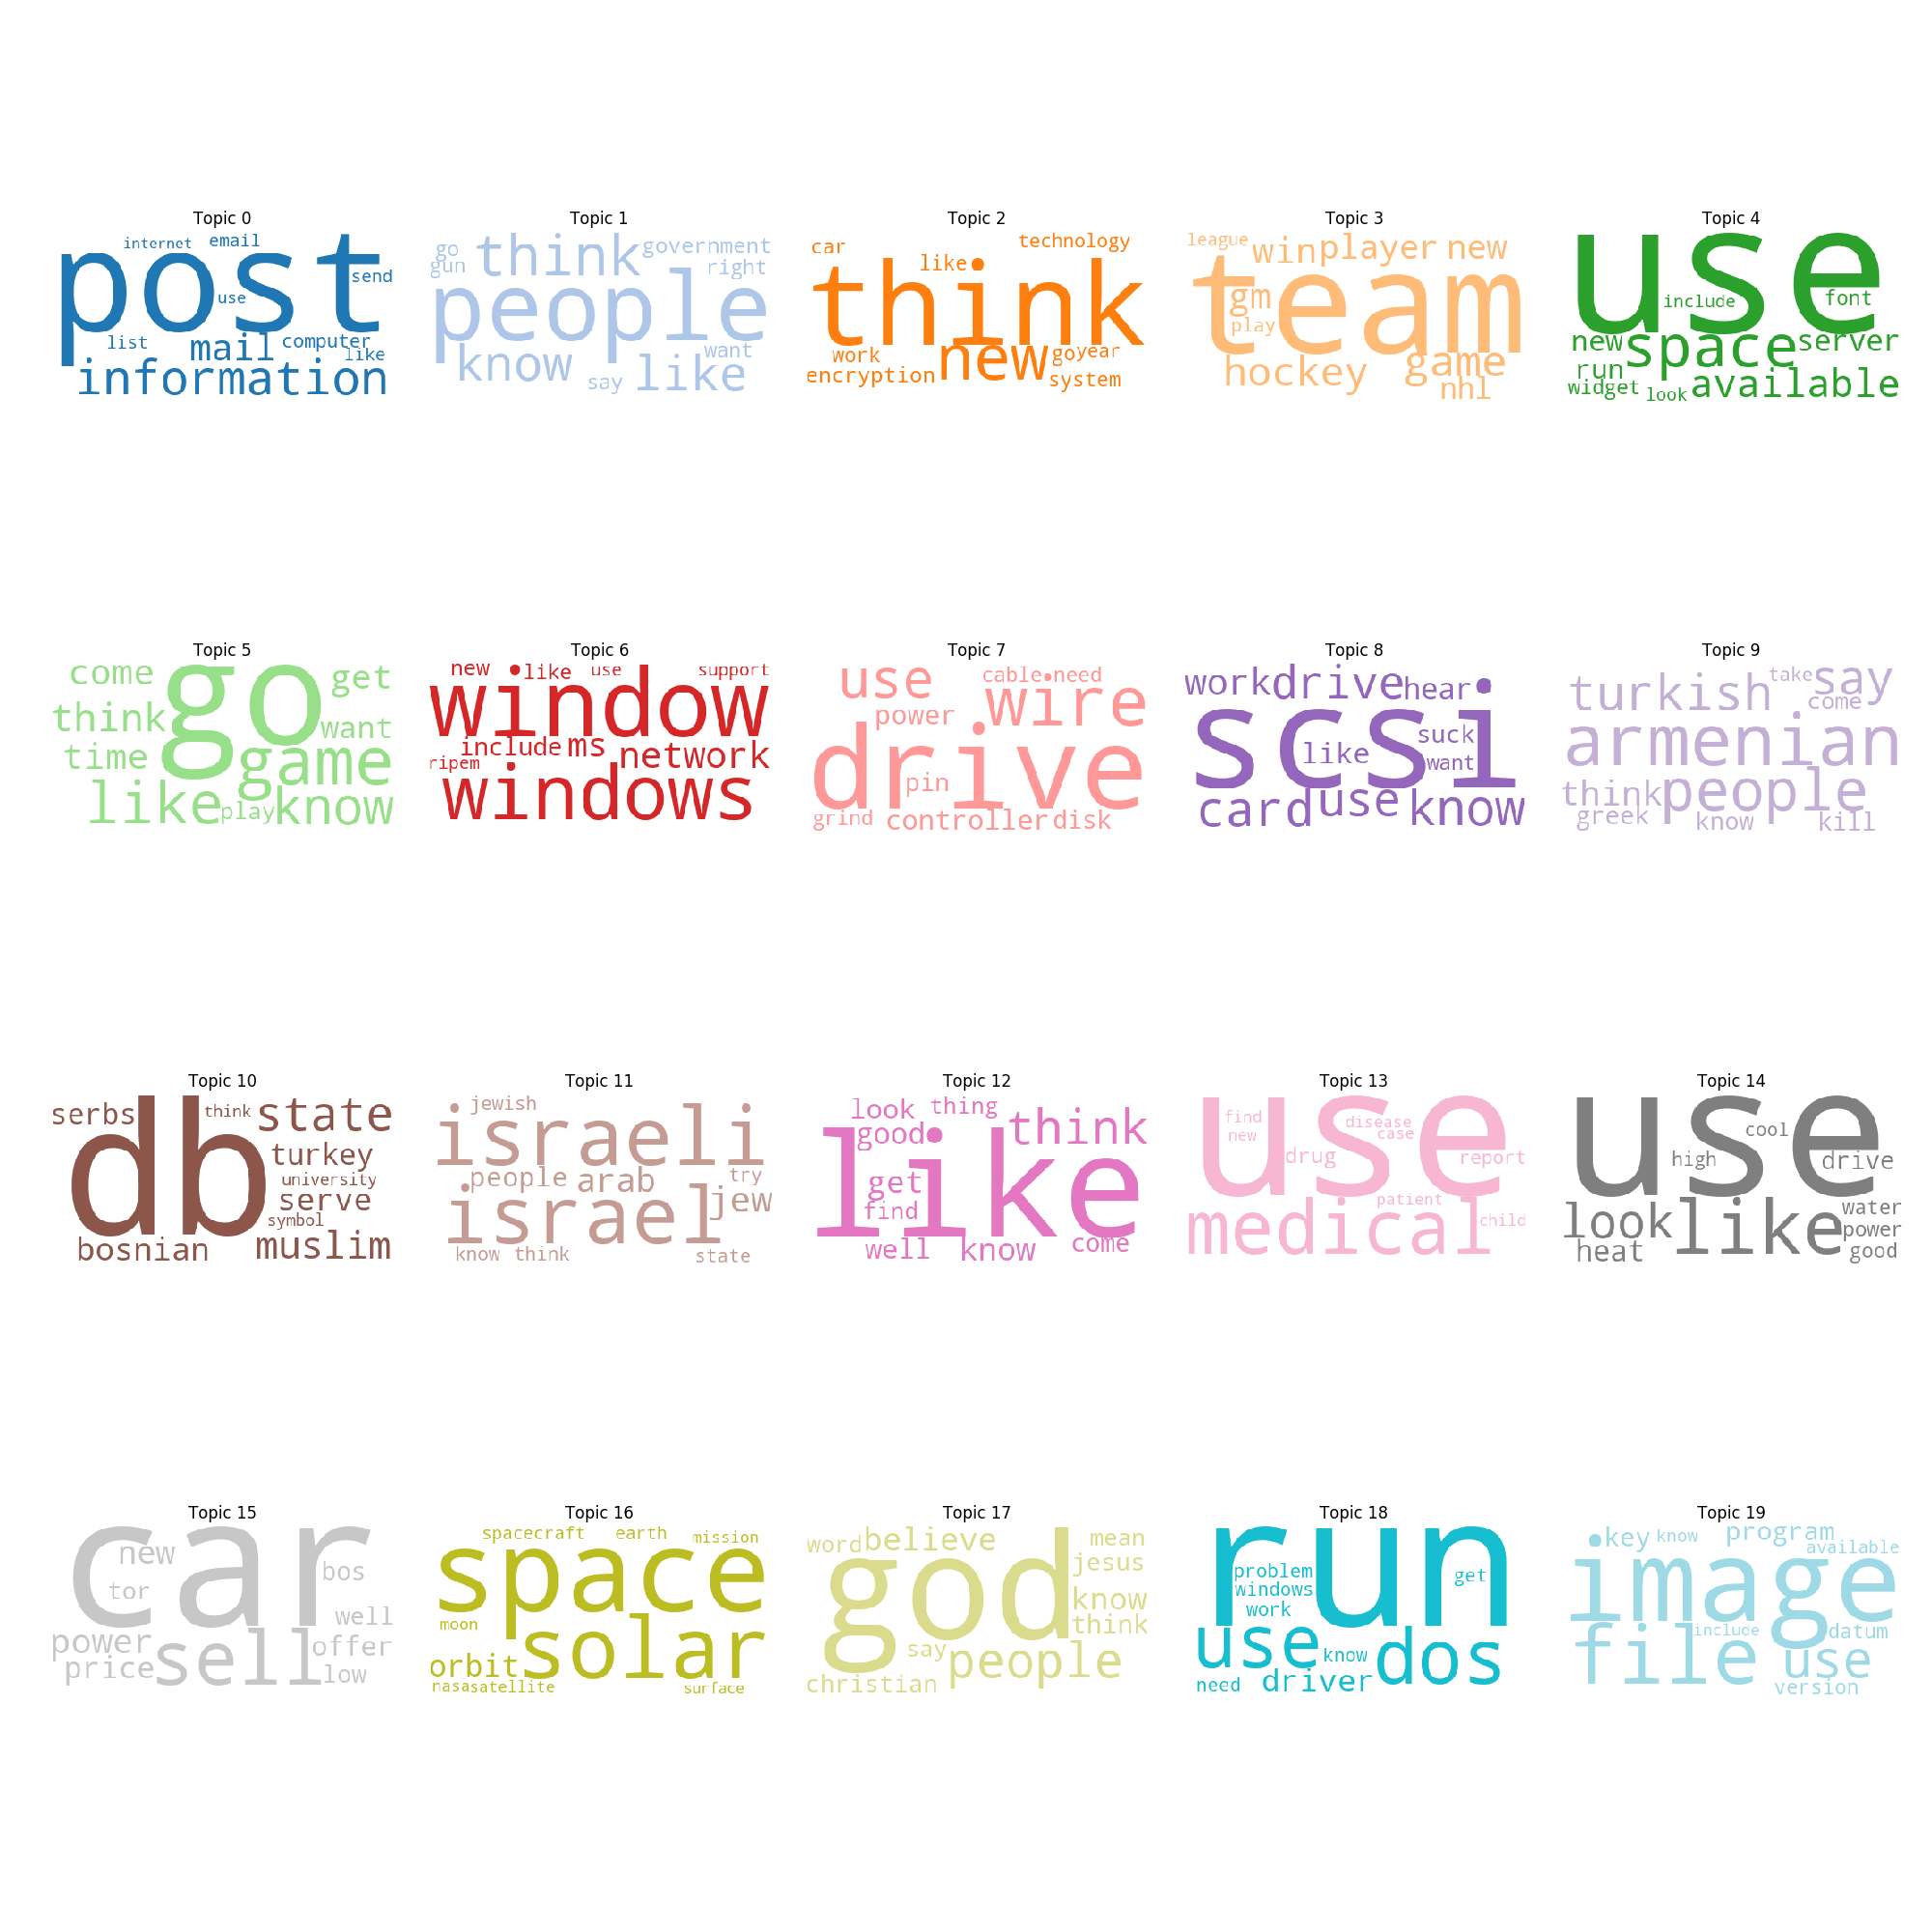 Topic 0
internet email
post
send
use
list mail computer
like
information
Topic 1
go think government
gun right
people
know want
say like
Topic 2
car technology
like
think
work new go year
encryption system
Topic 3
league win player new
team
gm
play
hockey game
nhl
Topic 4
use
include font
new space server
run
widget look available
Topic 5
come go get
think want
time game
like play know
Topic 6
new like use support
window
include ms network
ripem
windows
Topic 7
use cable need
power wire
drive
pin
grind controller disk
Topic 8
work drive hear
scsi
suck
like want
card use know
Topic 9
turkish take say
come
armenian
think people
greek know kill
Topic 10
serbs think state
db
turkey
university
serve
symbol
bosnian muslim
Topic 11
jewish
israeli
people arab try
israel jew
know think state
Topic 12
look thing think
good
like
get
find
well know come
Topic 13
find disease
new use case
drug report
patient
medical child
Topic 14
use
cool
high drive
look like water
power
heat good
Topic 15
car
new bos
tor
well
power sell offer
price low
Topic 16
spacecraft earth mission
space
moon solar
orbit
nasa satellite surface
Topic 17
word believe mean
god jesus
know
think
say people
christian
Topic 18
run
problem get
windows
work
use know dos
need driver
Topic 19
key know program
available
image
file include datum
use
version